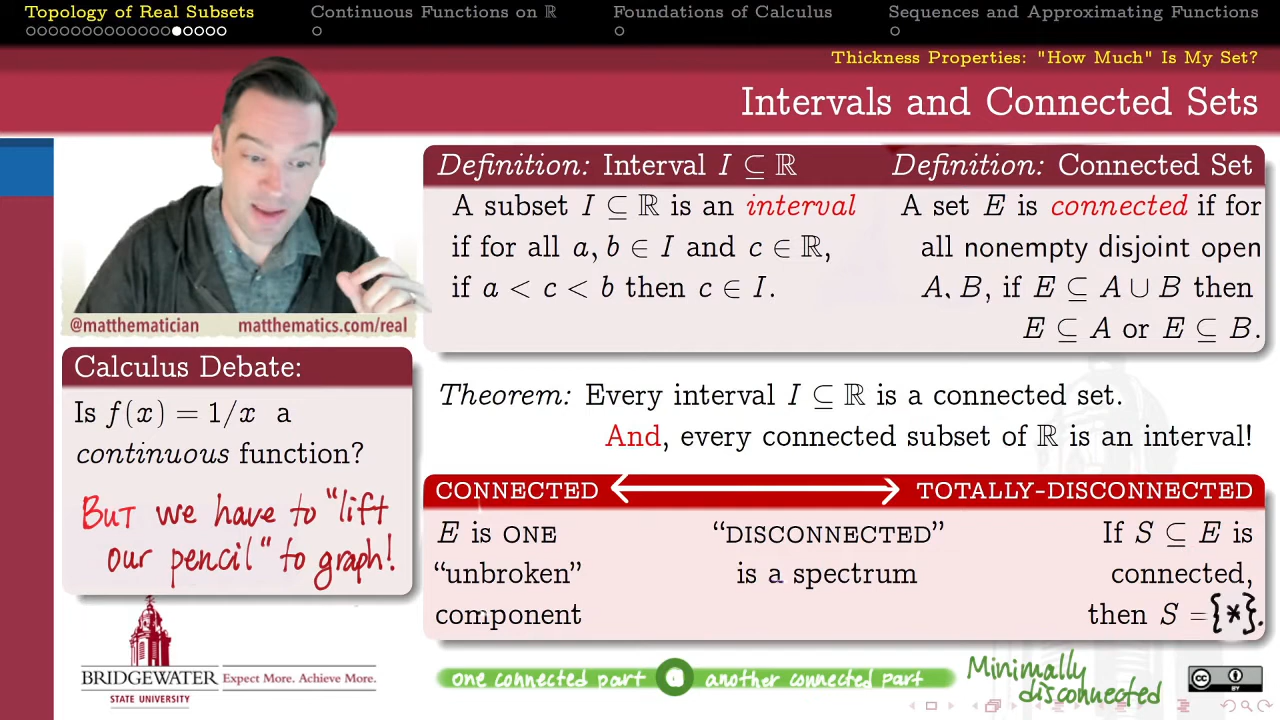 Topology of Real Subsets
Continuous Functions on ℝ
Foundations of Calculus
Sequences and Approximating Functions
Thickness Properties: "How Much" Is My Set?
Intervals and Connected Sets
@matthematician matthematics.com/real
Definition: Interval I ⊆ ℝ
A subset I ⊆ ℝ is an interval
if for all a, b ∈ I and c ∈ ℝ,
if a < c < b then c ∈ I.
Definition: Connected Set
A set E is connected if for
all nonempty disjoint open
A, B, if E ⊆ A ∪ B then
E ⊆ A or E ⊆ B.
Calculus Debate:
Is f(x) = 1/x a
continuous function?
BUT we have to "lift
our pencil" to graph!
Theorem: Every interval I ⊆ ℝ is a connected set.
And, every connected subset of ℝ is an interval!
CONNECTED
TOTALLY-DISCONNECTED
E is ONE
"unbroken"
component
"DISCONNECTED"
is a spectrum
If S ⊆ E is
connected,
then S = {*}.
BRIDGEWATER
STATE UNIVERSITY
Expect More. Achieve More.
one connected part
another connected part
Minimally
disconnected
cc
BY